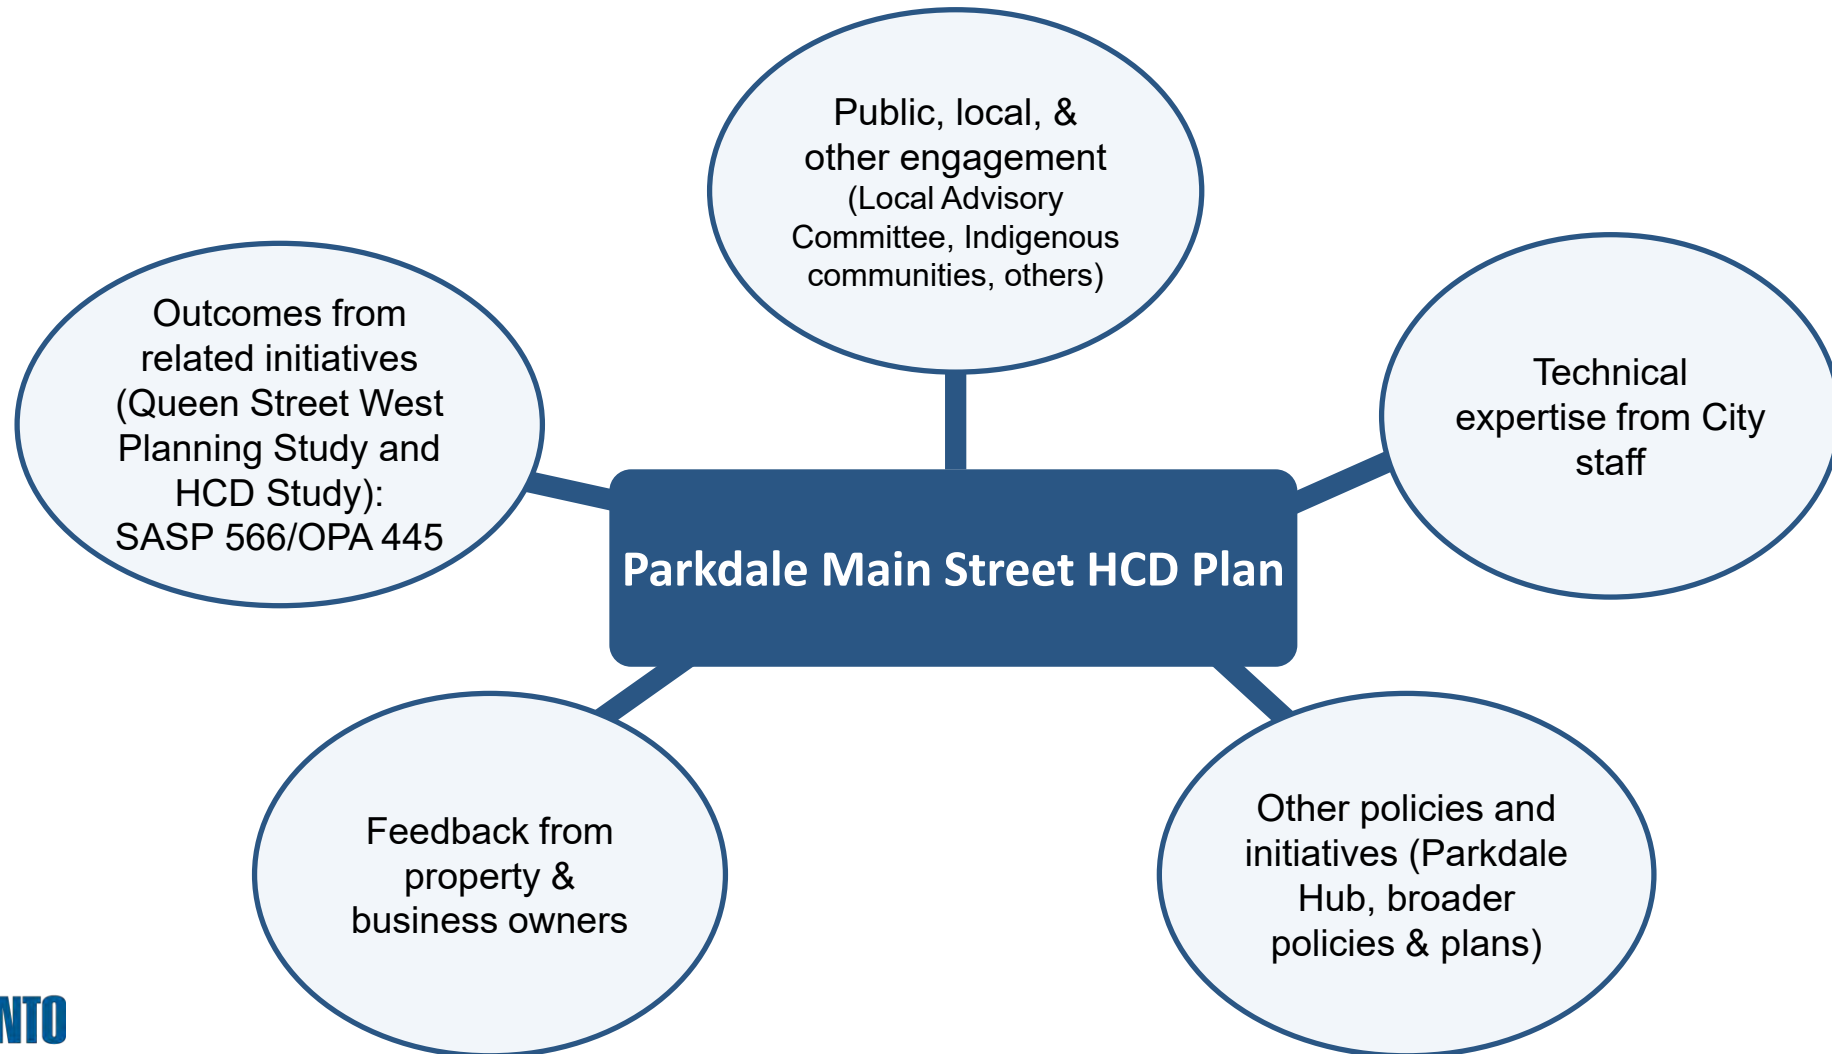 Public, local, &
other engagement
(Local Advisory
Committee, Indigenous
communities, others)
Outcomes from
related initiatives
(Queen Street West
Planning Study and
HCD Study):
SASP 566/OPA 445
Technical
expertise from City
staff
Parkdale Main Street HCD Plan
Feedback from
property &
business owners
Other policies and
initiatives (Parkdale
Hub, broader
policies & plans)
NTO